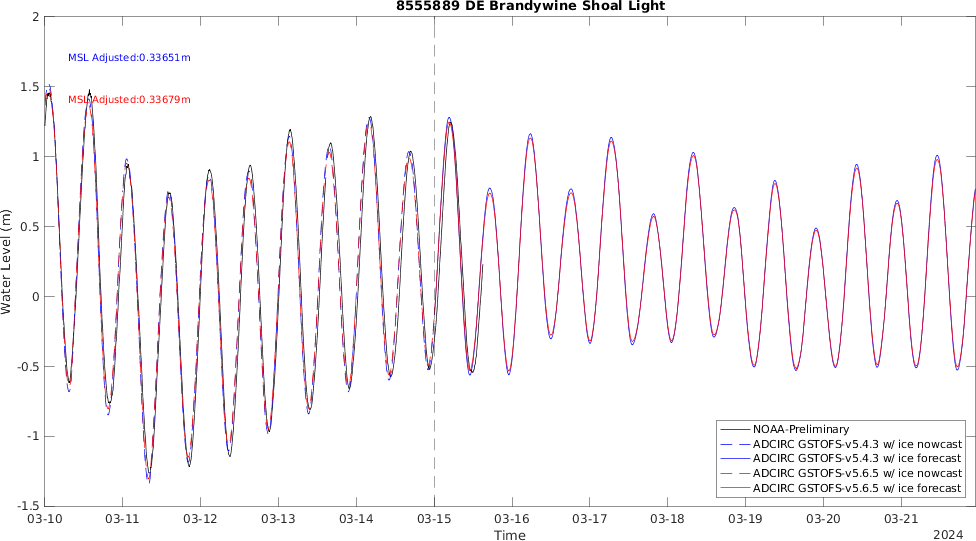 8555889 DE Brandywine Shoal Light
MSL Adjusted:0.33651m
MSL Adjusted:0.33679m
Water Level (m)
2
1.5
1
0.5
0
-0.5
-1
-1.5
NOAA-Preliminary
ADCIRC GSTOFS-v5.4.3 w/ ice nowcast
ADCIRC GSTOFS-v5.4.3 w/ ice forecast
ADCIRC GSTOFS-v5.6.5 w/ ice nowcast
ADCIRC GSTOFS-v5.6.5 w/ ice forecast
03-10 03-11 03-12 03-13 03-14 03-15 03-16 03-17 03-18 03-19 03-20 03-21
Time
2024